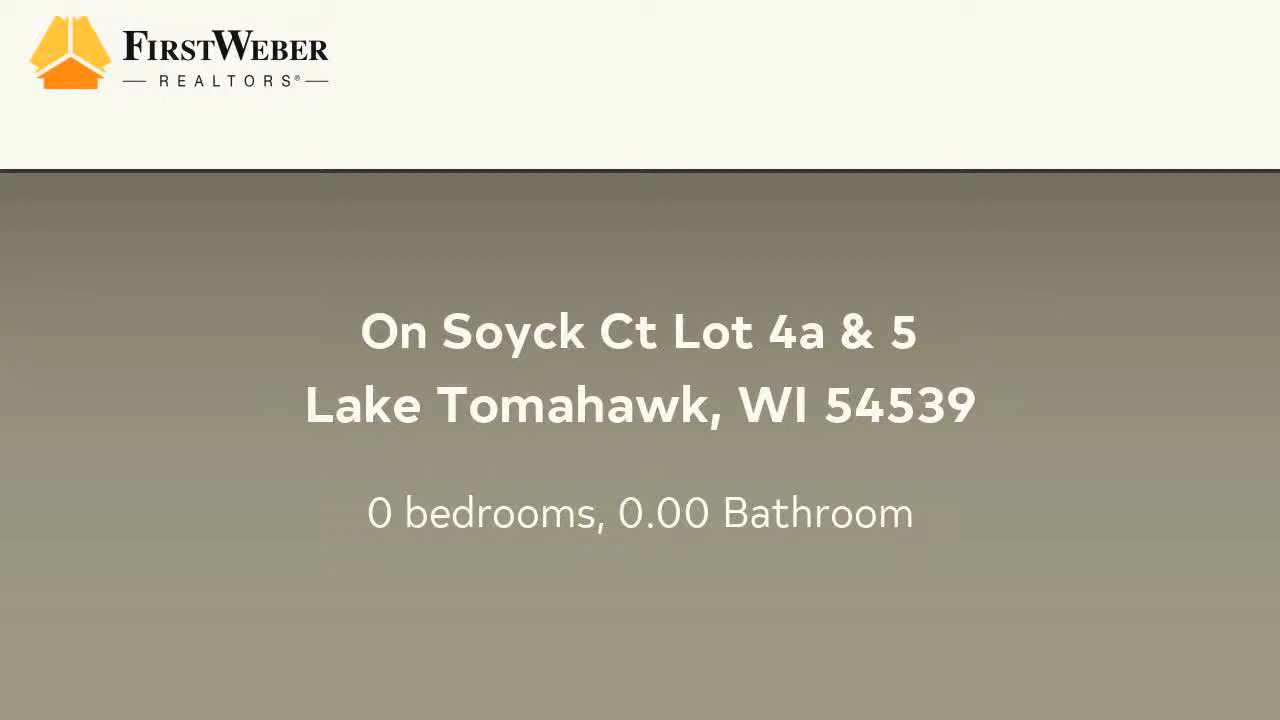 FIRSTWEBER
REALTORS®
On Soyck Ct Lot 4a & 5
Lake Tomahawk, WI 54539
0 bedrooms, 0.00 Bathroom